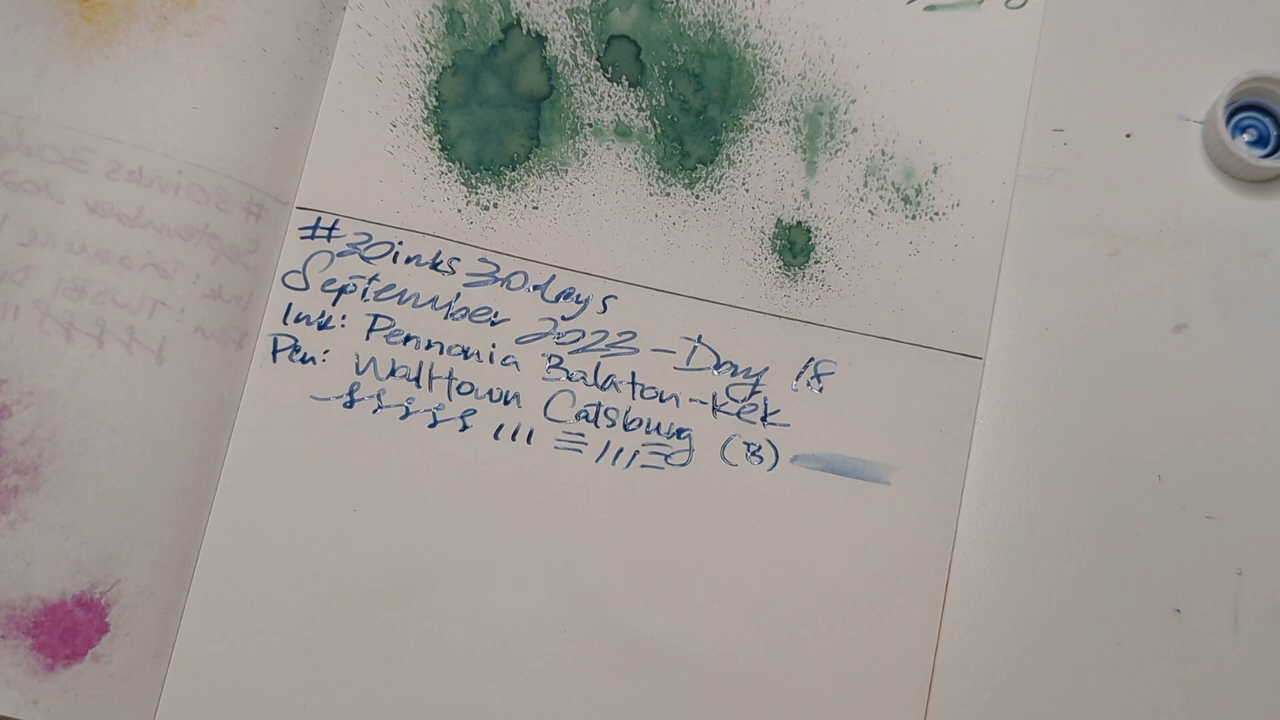 #30inks30days
September 2023 - Day 18
Ink: Pennonia Balaton-Kék
Pen: Walltown Catsburg (B)